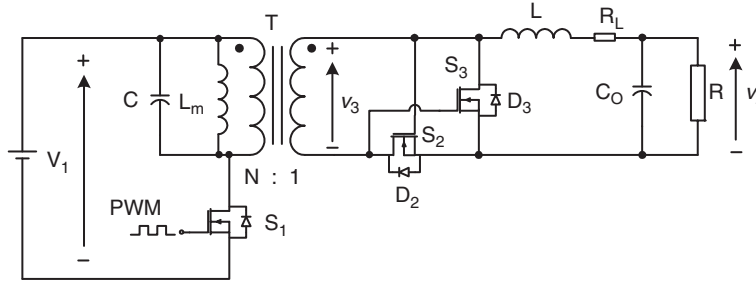 T
L
R_L
+
+
+
S_3
C
L_m
v_3
D_3
C_O
R
v
S_2
V_1
−
−
N : 1
D_2
PWM
S_1
−